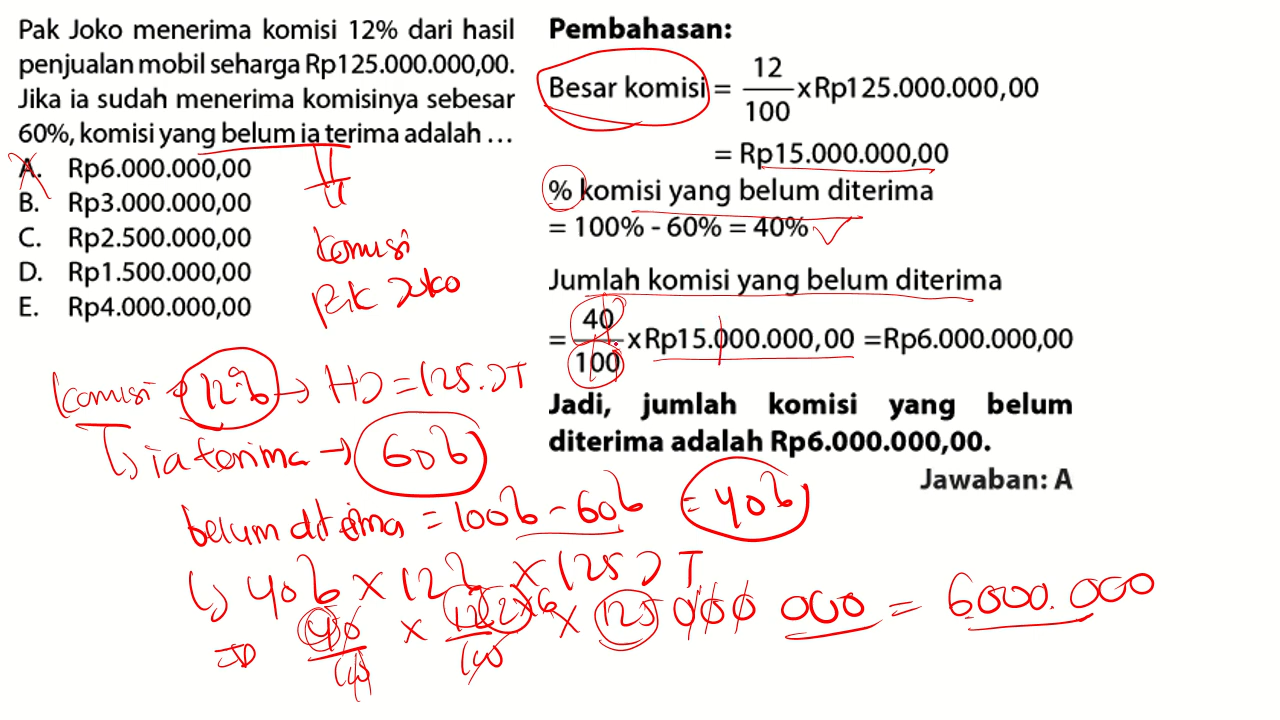 Pak Joko menerima komisi 12% dari hasil
penjualan mobil seharga Rp125.000.000,00.
Jika ia sudah menerima komisinya sebesar
60%, komisi yang belum ia terima adalah ...
A. Rp6.000.000,00
B. Rp3.000.000,00
C. Rp2.500.000,00
D. Rp1.500.000,00
E. Rp4.000.000,00
komisi
pak Joko
komisi → 12% → HJ = 125.JT
↳ ia terima → 60%
belum diterima = 100% - 60% = 40%
↳ 40% x 12% x 125 JT
⇒ 40/100 x 12/100 2x6 x 125 000 000 = 6000.000
Pembahasan:
Besar komisi = 12/100 xRp125.000.000,00
= Rp15.000.000,00
% komisi yang belum diterima
= 100% - 60% = 40%
Jumlah komisi yang belum diterima
= 40/100 xRp15.000.000,00 =Rp6.000.000,00
Jadi, jumlah komisi yang belum
diterima adalah Rp6.000.000,00.
Jawaban: A